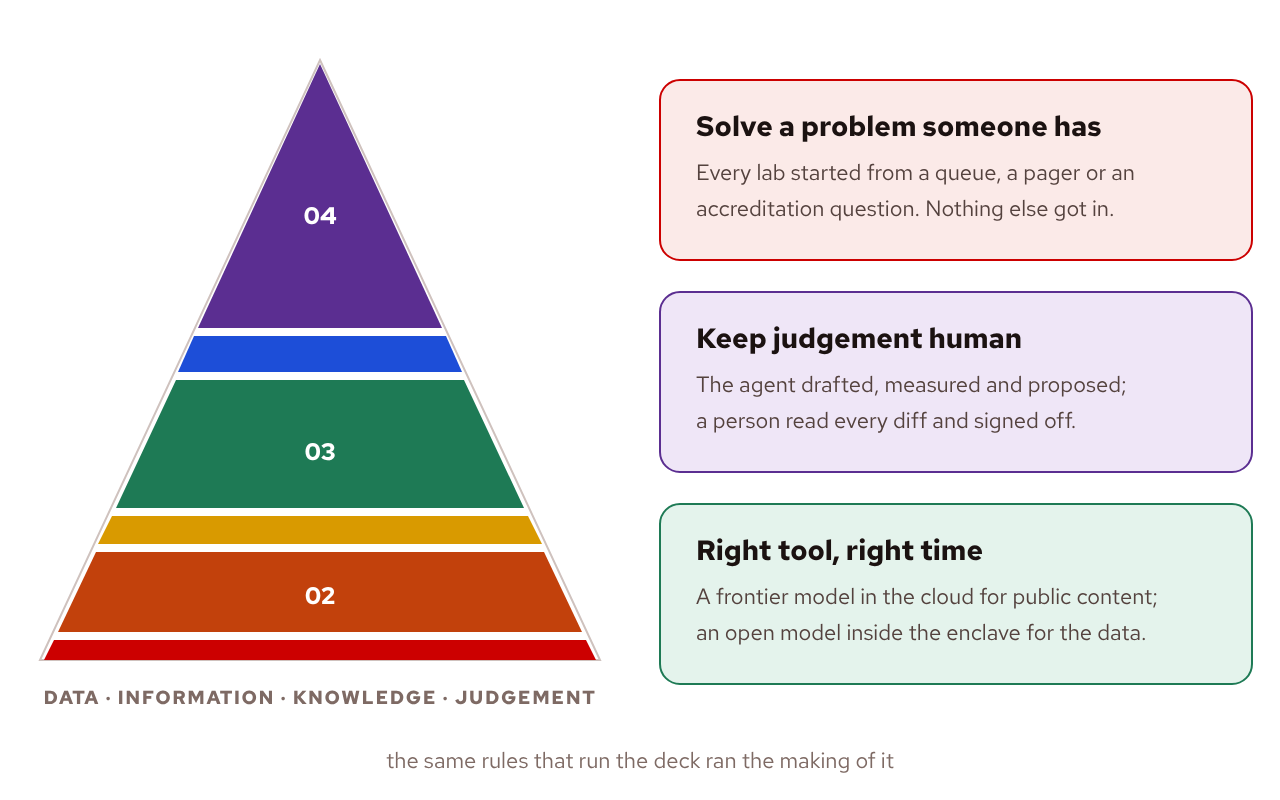 04
03
02
DATA · INFORMATION · KNOWLEDGE · JUDGEMENT
Solve a problem someone has
Every lab started from a queue, a pager or an
accreditation question. Nothing else got in.
Keep judgement human
The agent drafted, measured and proposed;
a person read every diff and signed off.
Right tool, right time
A frontier model in the cloud for public content;
an open model inside the enclave for the data.
the same rules that run the deck ran the making of it